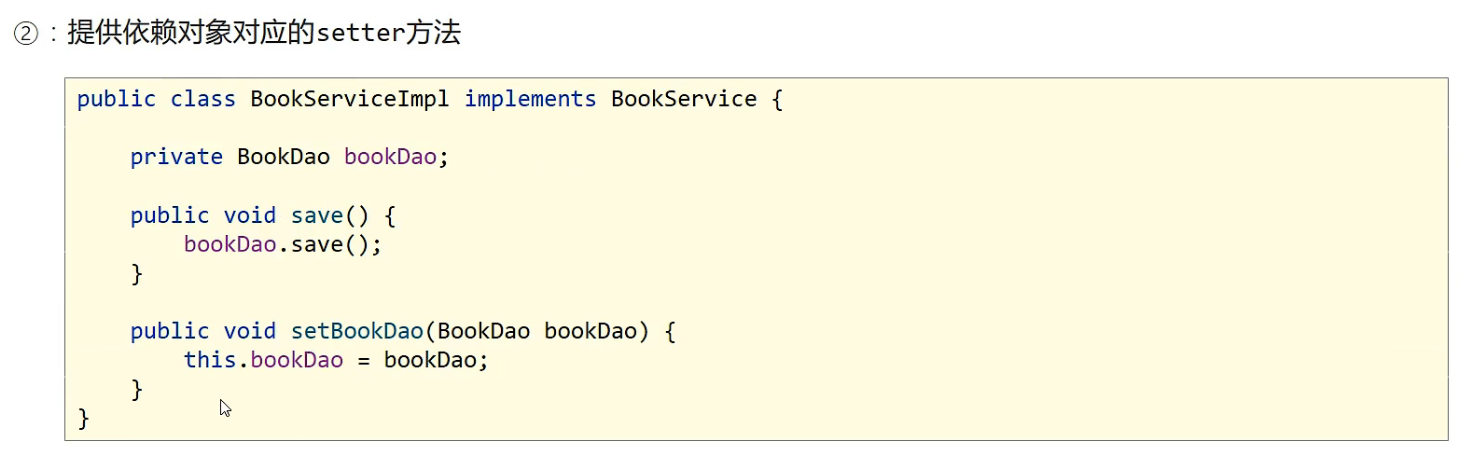 ②：提供依赖对象对应的setter方法
public class BookServiceImpl implements BookService {
    private BookDao bookDao;
    public void save() {
        bookDao.save();
    }
    public void setBookDao(BookDao bookDao) {
        this.bookDao = bookDao;
    }
}